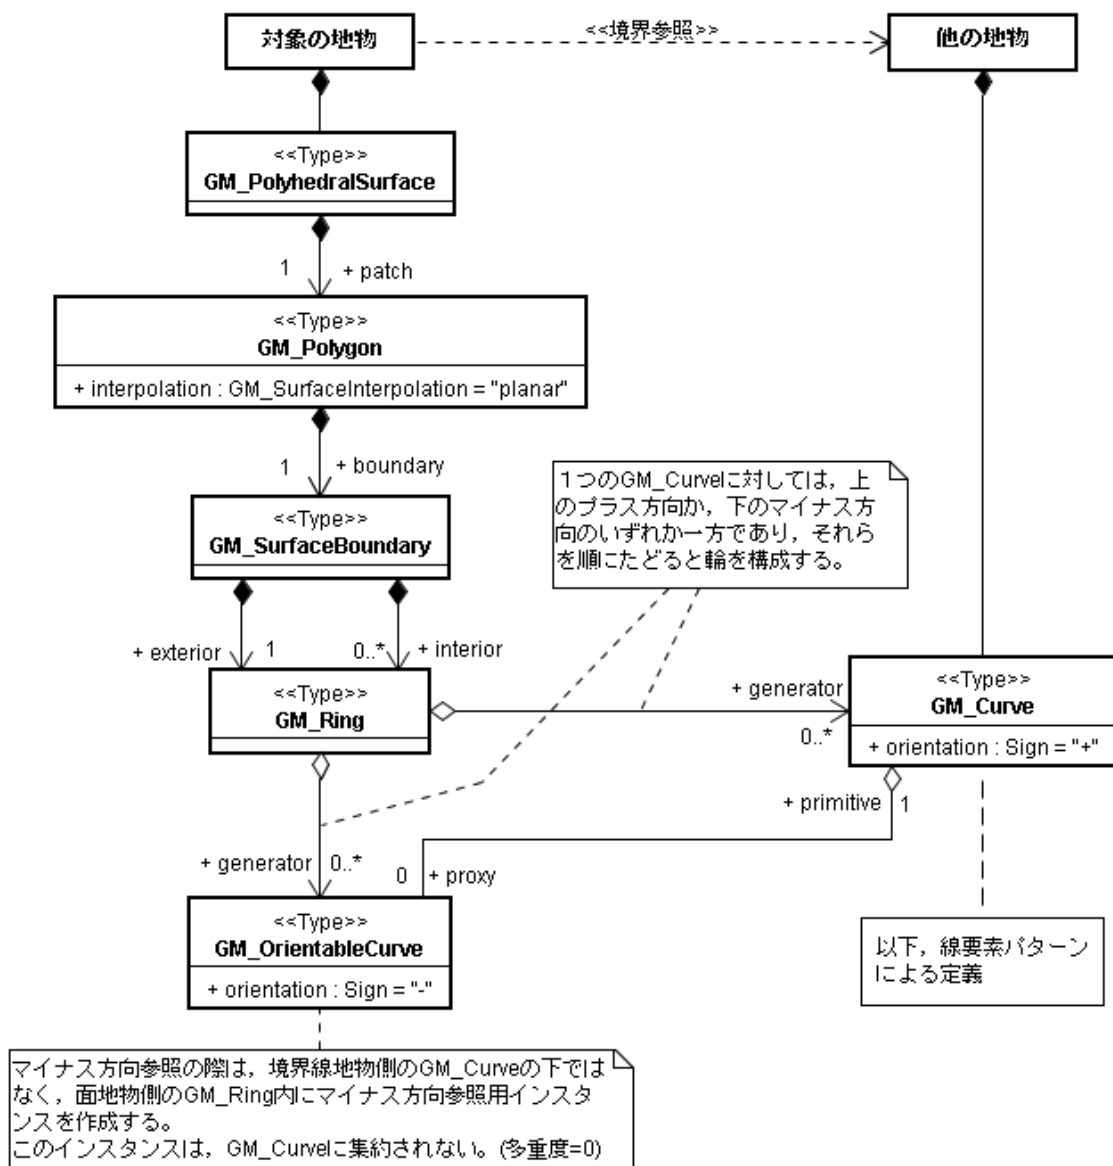 対象の地物
<<境界参照>>
他の地物
<<Type>>
GM_PolyhedralSurface
1
+ patch
<<Type>>
GM_Polygon
+ interpolation : GM_SurfaceInterpolation = "planar"
1
+ boundary
<<Type>>
GM_SurfaceBoundary
１つのGM_Curveに対しては，上
のプラス方向か，下のマイナス方
向のいずれか一方であり，それら
を順にたどると輪を構成する。
+ exterior
1
0..*
+ interior
<<Type>>
GM_Ring
+ generator
0..*
<<Type>>
GM_Curve
+ orientation : Sign = "+"
+ primitive
1
+ generator
0..*
0
+ proxy
<<Type>>
GM_OrientableCurve
+ orientation : Sign = "-"
以下，線要素パターン
による定義
マイナス方向参照の際は，境界線地物側のGM_Curveの下では
なく，面地物側のGM_Ring内にマイナス方向参照用インスタ
ンスを作成する。
このインスタンスは，GM_Curveに集約されない。(多重度=0)